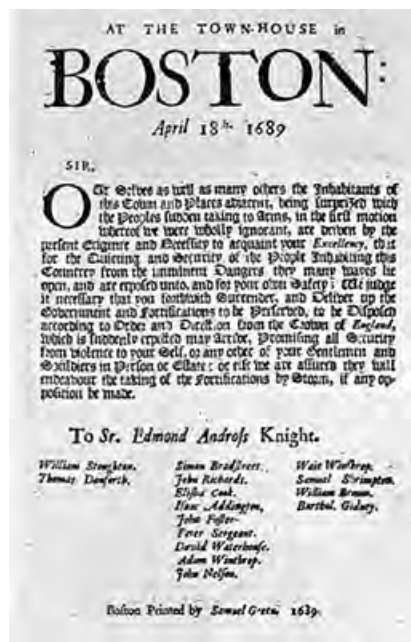 AT THE TOWN-HOUSE in
BOSTON:
April 18th. 1689
SIR,
OUr Selves as well as many others the Inhabitants of
this Town and Places adjacent, being surprized with
the Peoples sudden taking to Arms, in the first motion
whereof we were wholly ignorant, are driven by the
present Exigence and Necessity to acquaint your Excellency, that
for the Quieting and Security of the People Inhabiting this
Countrey from the imminent Dangers they many wayes lie
open, and are exposed unto, and for your own Safety; We judge
it necessary that you forthwith Surrender, and Deliver up the
Government and Fortifications to be Preserved, to be Disposed
according to Order and Direction from the Crown of England,
which is suddenly expected may Arrive, Promising all Security
from violence to your Self, or any other of your Gentlemen and
Souldiers in Person or Estate: or else we are assured they will
endeavour the taking of the Fortifications by Storm, if any op-
position be made.
To Sr. Edmond Andross Knight.
William Stoughton. Simon Bradstreet. Wait Winthrop.
Thomas Danforth. John Richards. Samuel Shrimpton.
Elisha Cook. William Brown.
Isaac Addington, Barthol. Gidney.
John Foster
Peter Sergeant.
David Waterhouse.
Adam Winthrop.
John Nelson.
Boston Printed by Samuel Green, 1689.